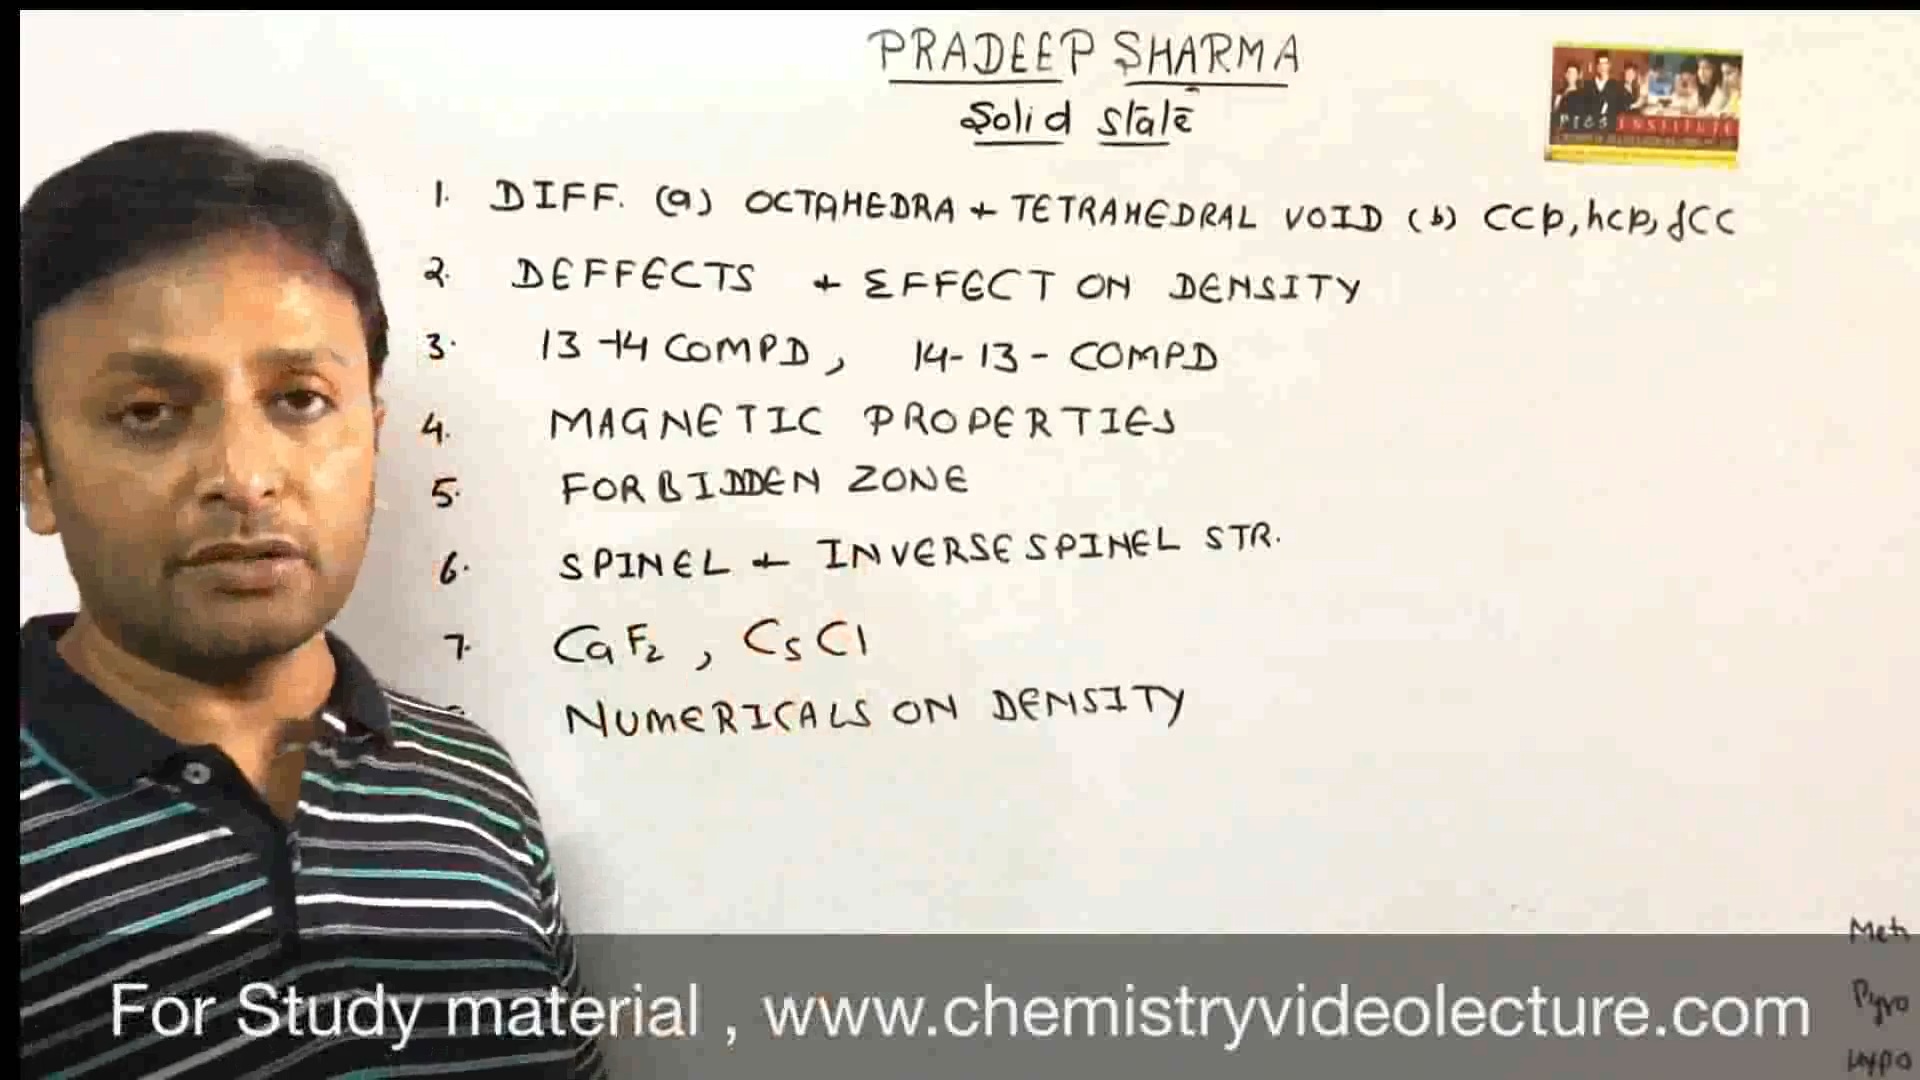 PRADEEP SHARMA
Solid state
1. DIFF. (a) OCTAHEDRA + TETRAHEDRAL VOID (b) CCP, hcp, fcc
2. DEFFECTS + EFFECT ON DENSITY
3. 13-14 COMPD, 14-13-COMPD
4. MAGNETIC PROPERTIES
5. FORBIDDEN ZONE
6. SPINEL + INVERSE SPINEL STR.
7. CaF2, CsCl
NUMERICALS ON DENSITY
INSTITUTE
Meh
Pyro
Hypo
For Study material , www.chemistryvideolecture.com